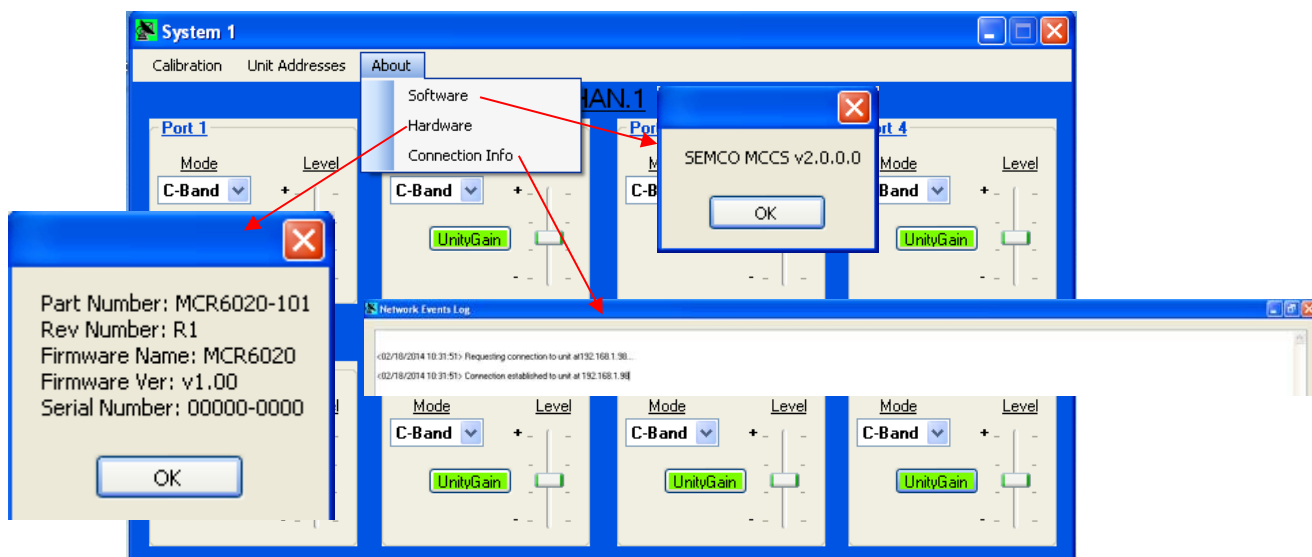 System 1
Calibration Unit Addresses About
Software
Hardware
Connection Info
HAN.1
Port 1
Mode Level
C-Band + -
C-Band + -
UnityGain
- -
Por
C-B
rt 4
Mode Level
Band + -
UnityGain
- -
SEMCO MCCS v2.0.0.0
OK
Part Number: MCR6020-101
Rev Number: R1
Firmware Name: MCR6020
Firmware Ver: v1.00
Serial Number: 00000-0000
OK
Network Events Log
<02/18/2014 10:31:51> Requesting connection to unit at192.168.1.98...
<02/18/2014 10:31:51> Connection established to unit at 192.168.1.98
Mode Level
C-Band + -
UnityGain
- -
Mode Level
C-Band + -
UnityGain
- -
Mode Level
C-Band + -
UnityGain
- -